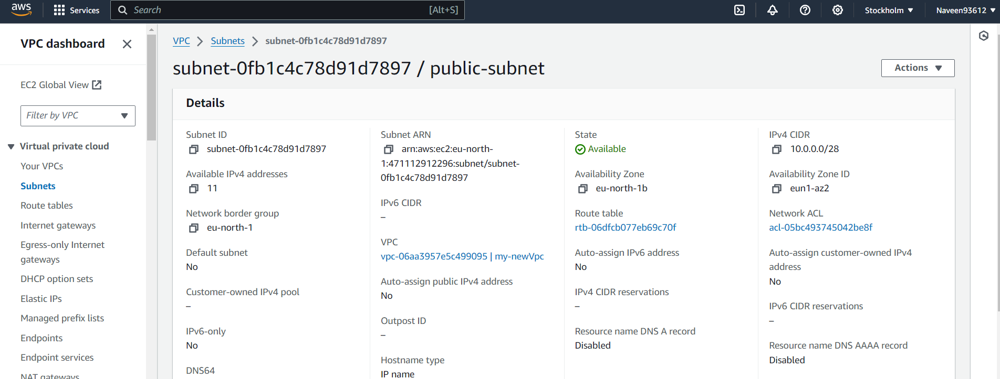 aws
Services
Search
[Alt+S]
Stockholm
Naveen93612
VPC dashboard
EC2 Global View
Filter by VPC
Virtual private cloud
Your VPCs
Subnets
Route tables
Internet gateways
Egress-only Internet
gateways
DHCP option sets
Elastic IPs
Managed prefix lists
Endpoints
Endpoint services
NAT gateways
VPC
Subnets
subnet-0fb1c4c78d91d7897
subnet-0fb1c4c78d91d7897 / public-subnet
Actions
Details
Subnet ID
subnet-0fb1c4c78d91d7897
Available IPv4 addresses
11
Network border group
eu-north-1
Default subnet
No
Customer-owned IPv4 pool
–
IPv6-only
No
DNS64
Subnet ARN
arn:aws:ec2:eu-north-
1:471112912296:subnet/subnet-
0fb1c4c78d91d7897
IPv6 CIDR
–
VPC
vpc-06aa3957e5c499095 | my-newVpc
Auto-assign public IPv4 address
No
Outpost ID
–
Hostname type
IP name
State
Available
Availability Zone
eu-north-1b
Route table
rtb-06dfcb077eb69c70f
Auto-assign IPv6 address
No
IPv4 CIDR reservations
–
Resource name DNS A record
Disabled
IPv4 CIDR
10.0.0.0/28
Availability Zone ID
eun1-az2
Network ACL
acl-05bc493745042be8f
Auto-assign customer-owned IPv4
address
No
IPv6 CIDR reservations
–
Resource name DNS AAAA record
Disabled